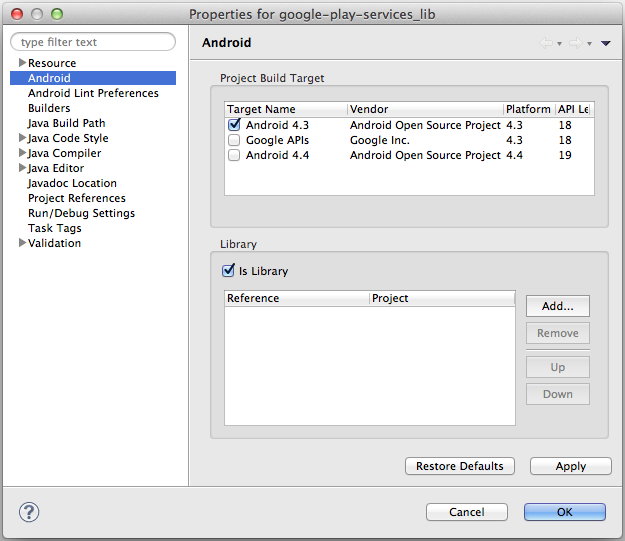 Properties for google-play-services_lib
type filter text
Android
Resource
Android
Android Lint Preferences
Builders
Java Build Path
Java Code Style
Java Compiler
Java Editor
Javadoc Location
Project References
Run/Debug Settings
Task Tags
Validation
Project Build Target
Target Name Vendor Platform API Le
Android 4.3 Android Open Source Project 4.3 18
Google APIs Google Inc. 4.3 18
Android 4.4 Android Open Source Project 4.4 19
Library
Is Library
Reference Project
Add...
Remove
Up
Down
Restore Defaults Apply
? Cancel OK